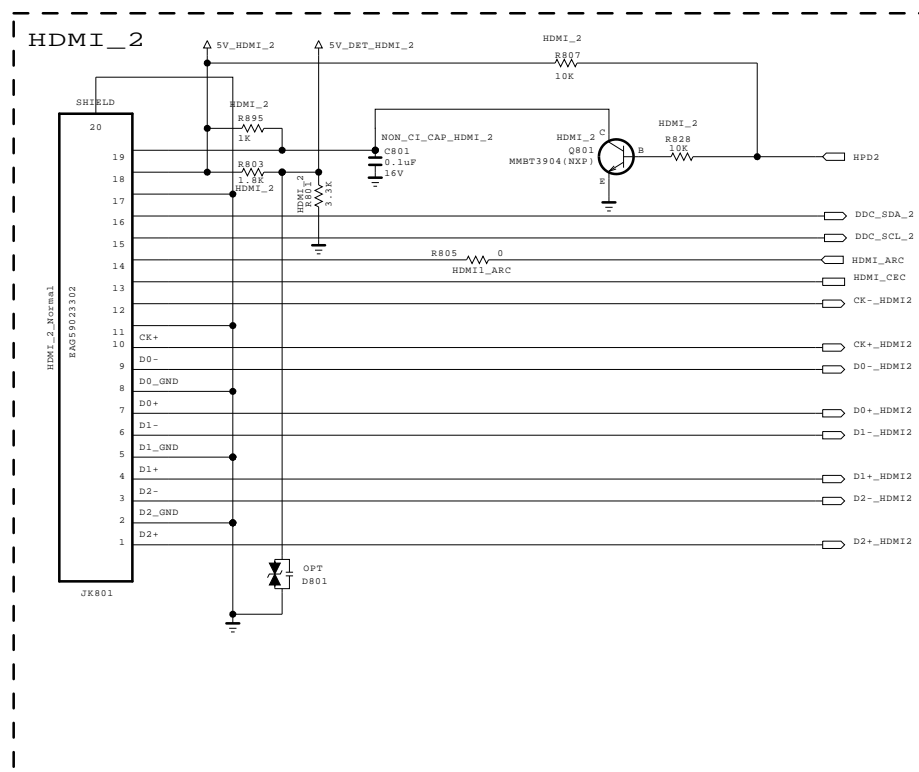 HDMI_2
5V_HDMI_2
5V_DET_HDMI_2
HDMI_2
R807
10K
SHIELD
20
HDMI_2
R895
1K
NON_CI_CAP_HDMI_2
C801
0.1uF
16V
HDMI_2
Q801
MMBT3904(NXP)
C
B
E
HDMI_2
R828
10K
HPD2
19
18
R803
1.8K
HDMI_2
HDMI_2
R801
3.3K
17
16
DDC_SDA_2
15
DDC_SCL_2
14
R805
0
HDMI1_ARC
HDMI_ARC
13
HDMI_CEC
12
CK-_HDMI2
HDMI_2_Normal
EAG59023302
11
10
CK+
CK+_HDMI2
9
D0-
D0-_HDMI2
8
D0_GND
7
D0+
D0+_HDMI2
6
D1-
D1-_HDMI2
5
D1_GND
4
D1+
D1+_HDMI2
3
D2-
D2-_HDMI2
2
D2_GND
1
D2+
D2+_HDMI2
OPT
D801
JK801